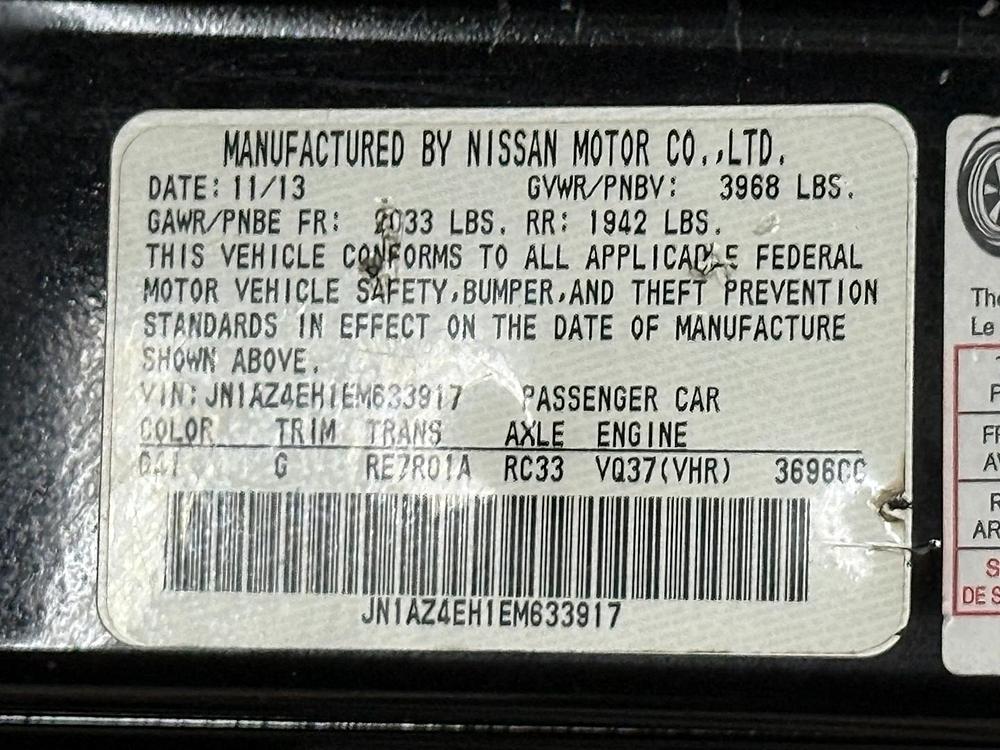 MANUFACTURED BY NISSAN MOTOR CO.,LTD.
DATE: 11/13 GVWR/PNBV: 3968 LBS.
GAWR/PNBE FR: 2033 LBS. RR: 1942 LBS.
THIS VEHICLE CONFORMS TO ALL APPLICABLE FEDERAL
MOTOR VEHICLE SAFETY,BUMPER,AND THEFT PREVENTION
STANDARDS IN EFFECT ON THE DATE OF MANUFACTURE
SHOWN ABOVE.
VIN: JN1AZ4EH1EM633917 PASSENGER CAR
COLOR TRIM TRANS AXLE ENGINE
G RE7R01A RC33 VQ37(VHR) 3696CC
JN1AZ4EH1EM633917
Le